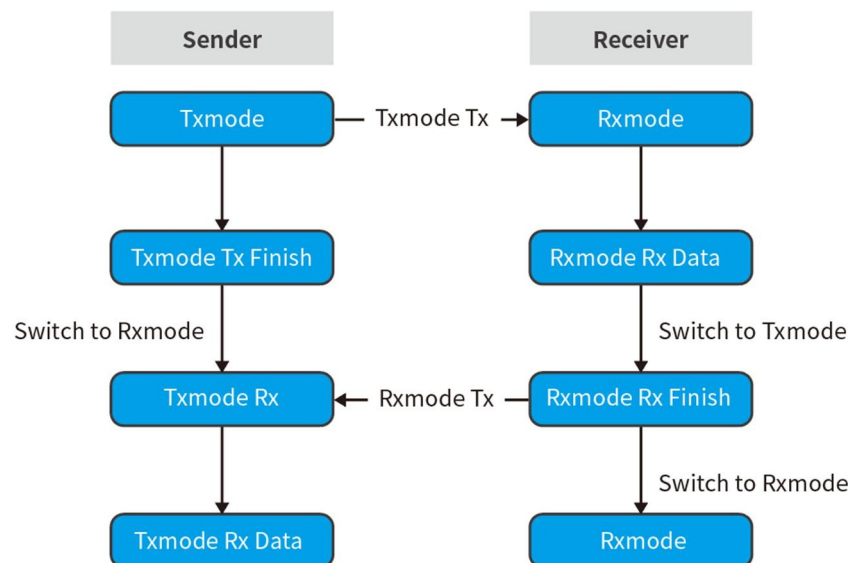 Sender
Receiver
Txmode
Txmode Tx
Rxmode
Txmode Tx Finish
Rxmode Rx Data
Switch to Rxmode
Switch to Txmode
Txmode Rx
Rxmode Tx
Rxmode Rx Finish
Switch to Rxmode
Txmode Rx Data
Rxmode